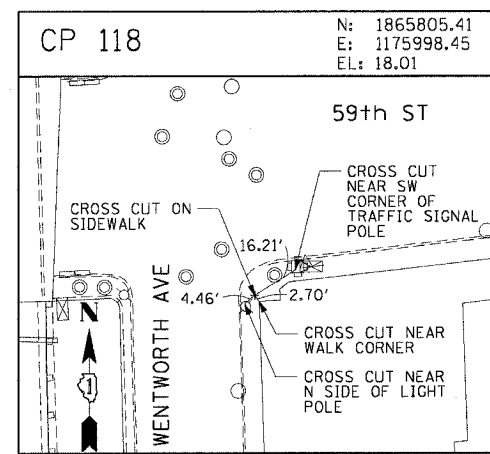 CP 118
N: 1865805.41
E: 1175998.45
EL: 18.01
59th ST
CROSS CUT
NEAR SW
CORNER OF
TRAFFIC SIGNAL
POLE
CROSS CUT ON
SIDEWALK
16.21'
4.46'
2.70'
CROSS CUT NEAR
WALK CORNER
CROSS CUT NEAR
N SIDE OF LIGHT
POLE
WENTWORTH AVE
N
1